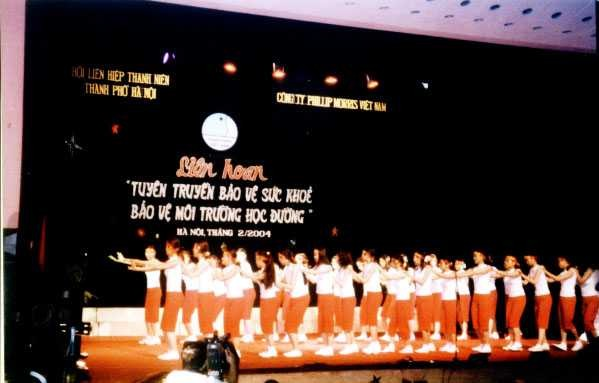 HỘI LIÊN HIỆP THANH NIÊN
THÀNH PHỐ HÀ NỘI
CÔNG TY PHILLIP MORRIS VIỆT NAM
Liên hoan
"TUYÊN TRUYỀN BẢO VỆ SỨC KHOẺ
BẢO VỆ MÔI TRƯỜNG HỌC ĐƯỜNG"
HÀ NỘI, THÁNG 2/2004